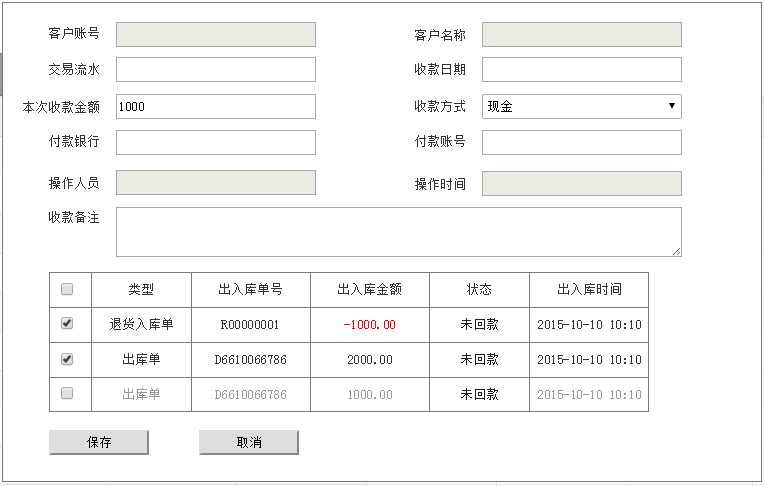 客户账号 客户名称
交易流水 收款日期
本次收款金额 1000 收款方式 现金
付款银行 付款账号
操作人员 操作时间
收款备注
类型 出入库单号 出入库金额 状态 出入库时间
退货入库单 R00000001 -1000.00 未回款 2015-10-10 10:10
出库单 D6610066786 2000.00 未回款 2015-10-10 10:10
出库单 D6610066786 1000.00 未回款 2015-10-10 10:10
保存 取消